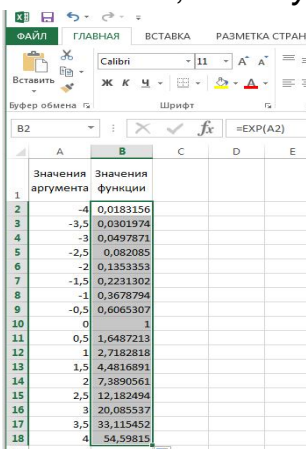 ФАЙЛ ГЛАВНАЯ ВСТАВКА РАЗМЕТКА СТРАН
Вставить
Calibri 11 A A
Ж К Ч A
Буфер обмена Шрифт
B2 fx =EXP(A2)
A B C D E
1 Значения аргумента Значения функции
2 -4 0,0183156
3 -3,5 0,0301974
4 -3 0,0497871
5 -2,5 0,082085
6 -2 0,1353353
7 -1,5 0,2231302
8 -1 0,3678794
9 -0,5 0,6065307
10 0 1
11 0,5 1,6487213
12 1 2,7182818
13 1,5 4,4816891
14 2 7,3890561
15 2,5 12,182494
16 3 20,085537
17 3,5 33,115452
18 4 54,59815